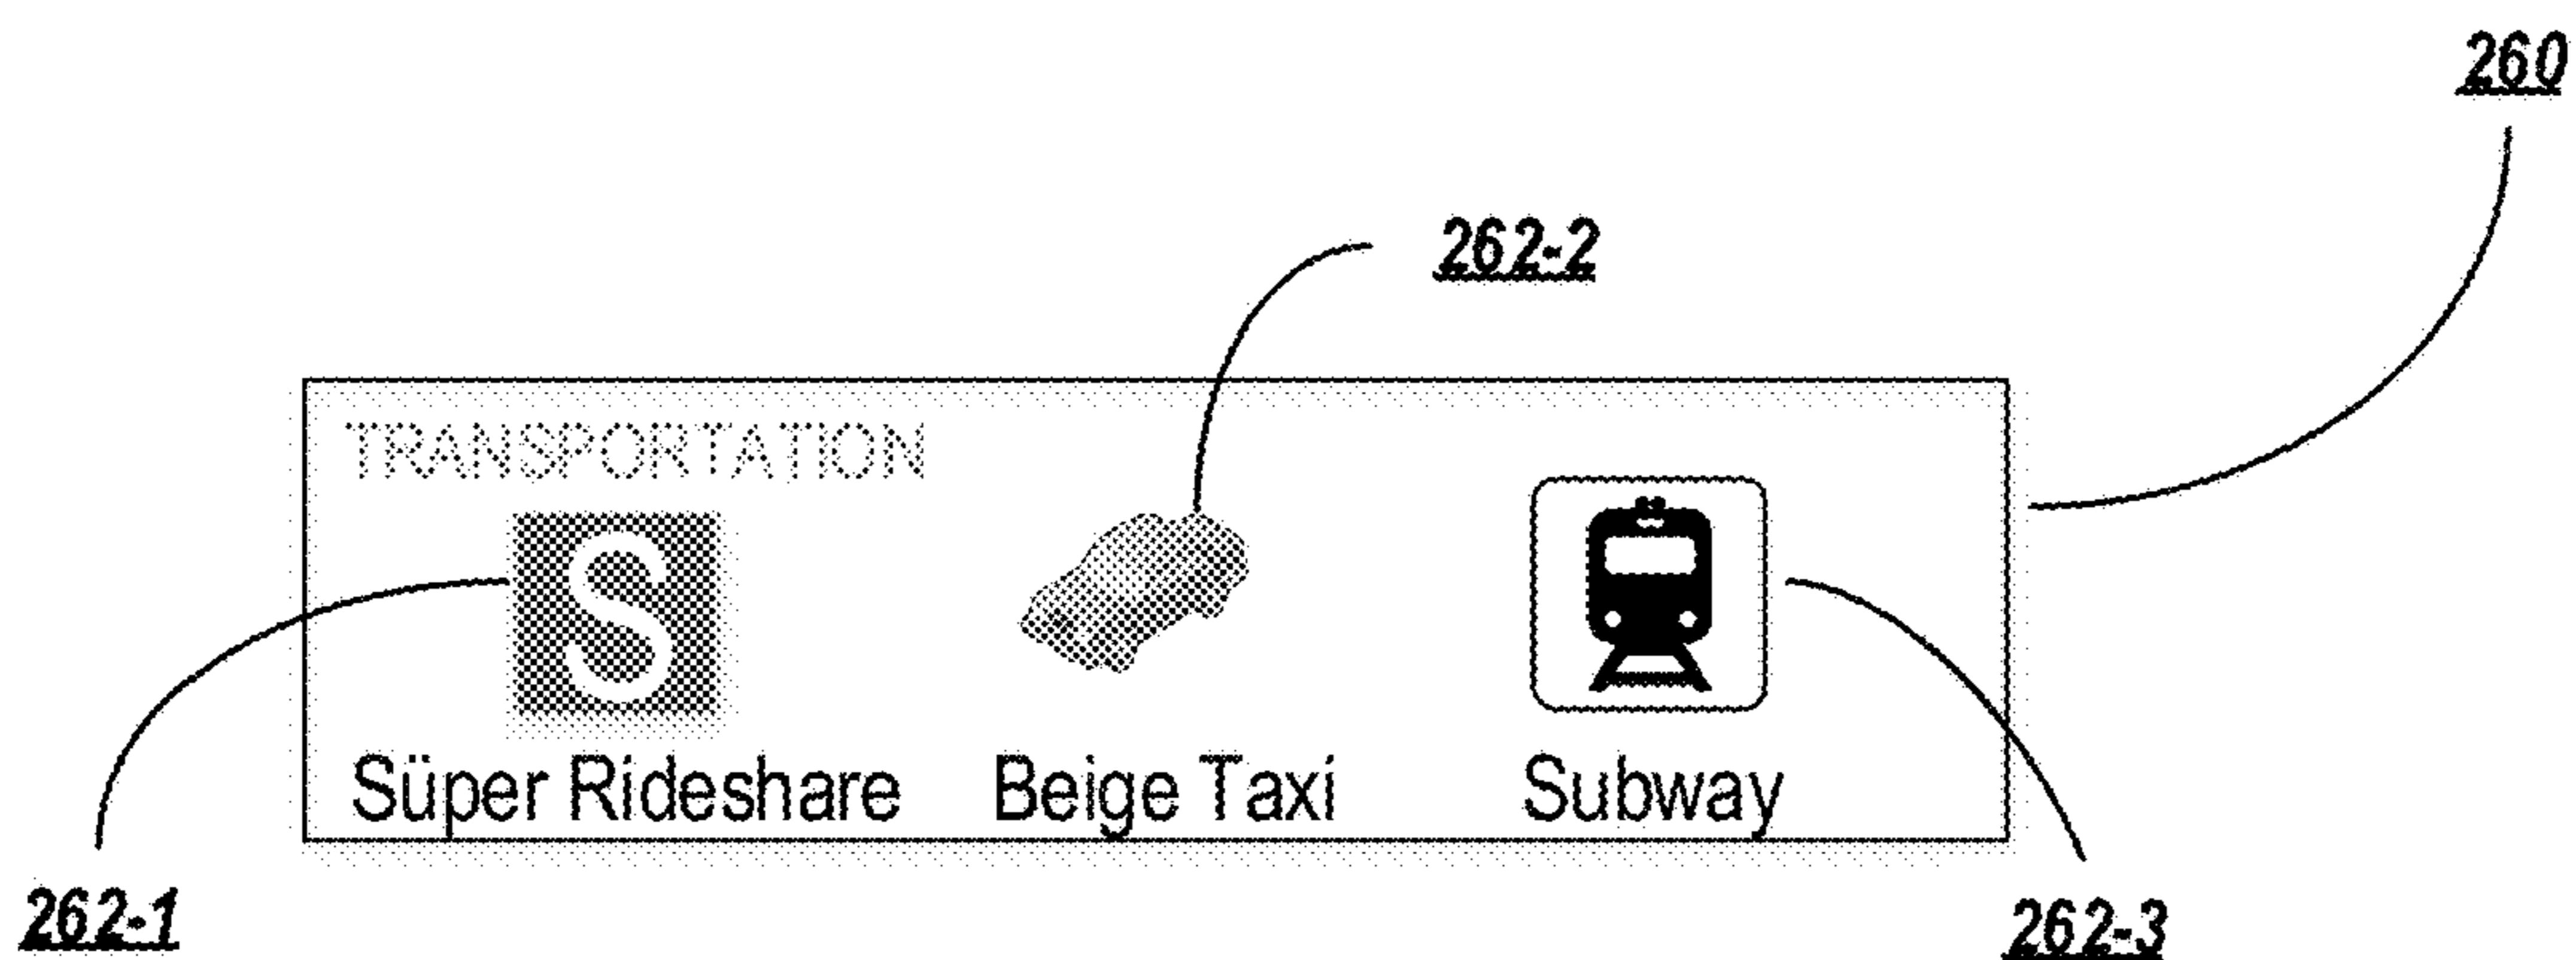 260
262-2
TRANSPORTATION
S
Süper Rideshare Beige Taxi Subway
262-1
262-3